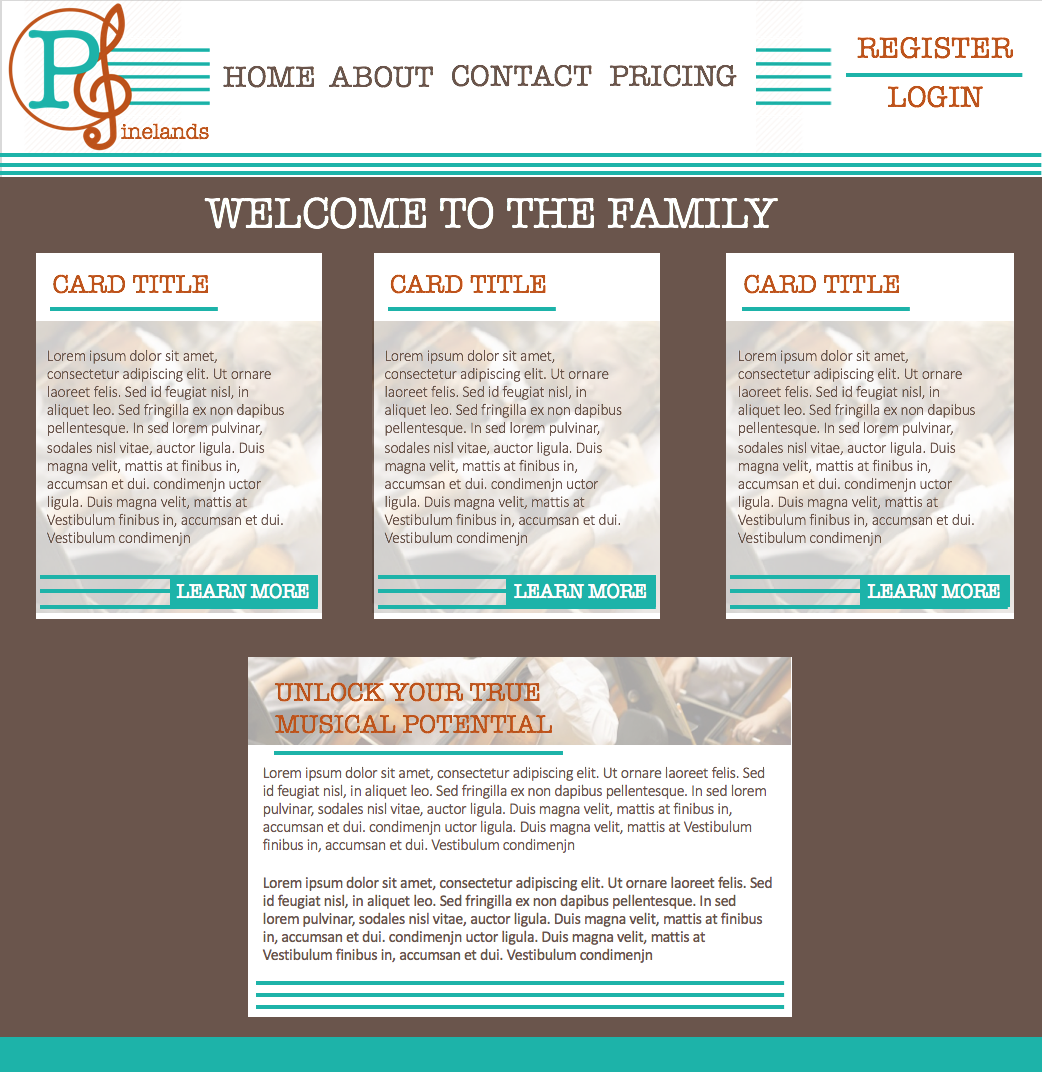 P
inelands
HOME ABOUT CONTACT PRICING
REGISTER
LOGIN
WELCOME TO THE FAMILY
CARD TITLE
Lorem ipsum dolor sit amet,
consectetur adipiscing elit. Ut ornare
laoreet felis. Sed id feugiat nisl, in
aliquet leo. Sed fringilla ex non dapibus
pellentesque. In sed lorem pulvinar,
sodales nisl vitae, auctor ligula. Duis
magna velit, mattis at finibus in,
accumsan et dui. condimenjn uctor
ligula. Duis magna velit, mattis at
Vestibulum finibus in, accumsan et dui.
Vestibulum condimenjn
LEARN MORE
CARD TITLE
Lorem ipsum dolor sit amet,
consectetur adipiscing elit. Ut ornare
laoreet felis. Sed id feugiat nisl, in
aliquet leo. Sed fringilla ex non dapibus
pellentesque. In sed lorem pulvinar,
sodales nisl vitae, auctor ligula. Duis
magna velit, mattis at finibus in,
accumsan et dui. condimenjn uctor
ligula. Duis magna velit, mattis at
Vestibulum finibus in, accumsan et dui.
Vestibulum condimenjn
LEARN MORE
CARD TITLE
Lorem ipsum dolor sit amet,
consectetur adipiscing elit. Ut ornare
laoreet felis. Sed id feugiat nisl, in
aliquet leo. Sed fringilla ex non dapibus
pellentesque. In sed lorem pulvinar,
sodales nisl vitae, auctor ligula. Duis
magna velit, mattis at finibus in,
accumsan et dui. condimenjn uctor
ligula. Duis magna velit, mattis at
Vestibulum finibus in, accumsan et dui.
Vestibulum condimenjn
LEARN MORE
UNLOCK YOUR TRUE
MUSICAL POTENTIAL
Lorem ipsum dolor sit amet, consectetur adipiscing elit. Ut ornare laoreet felis. Sed
id feugiat nisl, in aliquet leo. Sed fringilla ex non dapibus pellentesque. In sed lorem
pulvinar, sodales nisl vitae, auctor ligula. Duis magna velit, mattis at finibus in,
accumsan et dui. condimenjn uctor ligula. Duis magna velit, mattis at Vestibulum
finibus in, accumsan et dui. Vestibulum condimenjn
Lorem ipsum dolor sit amet, consectetur adipiscing elit. Ut ornare laoreet felis. Sed
id feugiat nisl, in aliquet leo. Sed fringilla ex non dapibus pellentesque. In sed
lorem pulvinar, sodales nisl vitae, auctor ligula. Duis magna velit, mattis at finibus
in, accumsan et dui. condimenjn uctor ligula. Duis magna velit, mattis at
Vestibulum finibus in, accumsan et dui. Vestibulum condimenjn